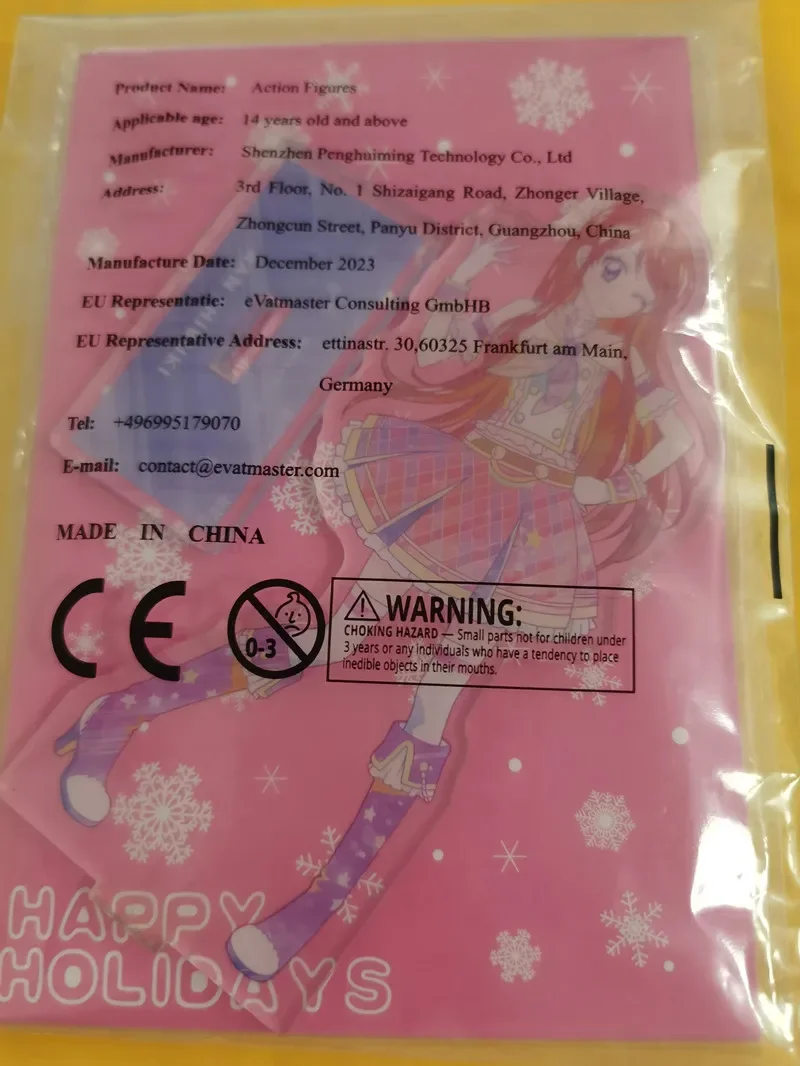 Product Name: Action Figures
Applicable age: 14 years old and above
Manufacturer: Shenzhen Penghuiming Technology Co., Ltd
Address: 3rd Floor, No. 1 Shizaigang Road, Zhonger Village,
Zhongcun Street, Panyu District, Guangzhou, China
Manufacture Date: December 2023
EU Representatie: eVatmaster Consulting GmbHB
EU Representative Address: ettinastr. 30,60325 Frankfurt am Main,
Germany
Tel: +496995179070
E-mail: contact@evatmaster.com
MADE IN CHINA
CE
0-3
WARNING:
CHOKING HAZARD — Small parts not for children under
3 years or any individuals who have a tendency to place
inedible objects in their mouths.
HAPPY
HOLIDAYS